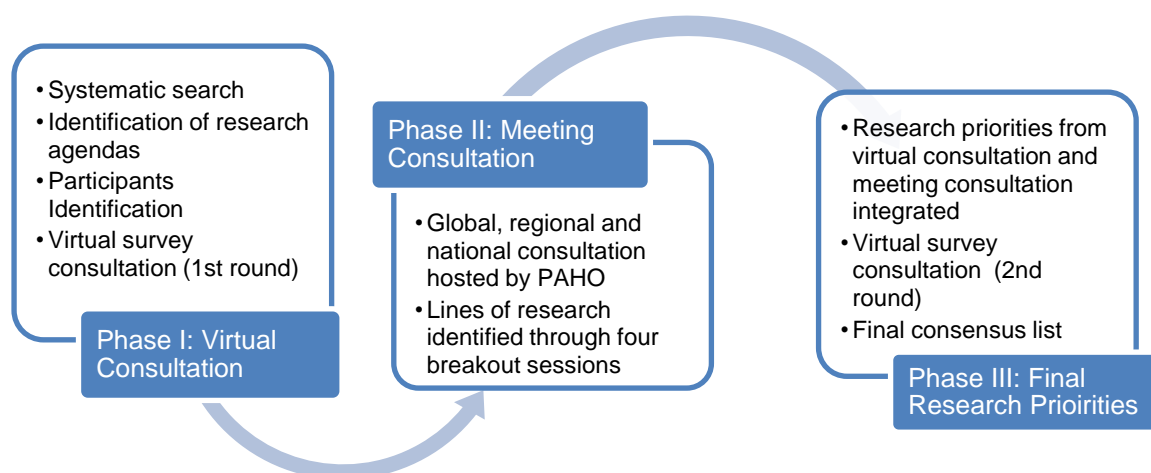 • Systematic search
• Identification of research
agendas
• Participants
Identification
• Virtual survey
consultation (1st round)
Phase I: Virtual
Consultation
Phase II: Meeting
Consultation
• Global, regional and
national consultation
hosted by PAHO
• Lines of research
identified through four
breakout sessions
• Research priorities from
virtual consultation and
meeting consultation
integrated
• Virtual survey
consultation (2nd
round)
• Final consensus list
Phase III: Final
Research Prioirities